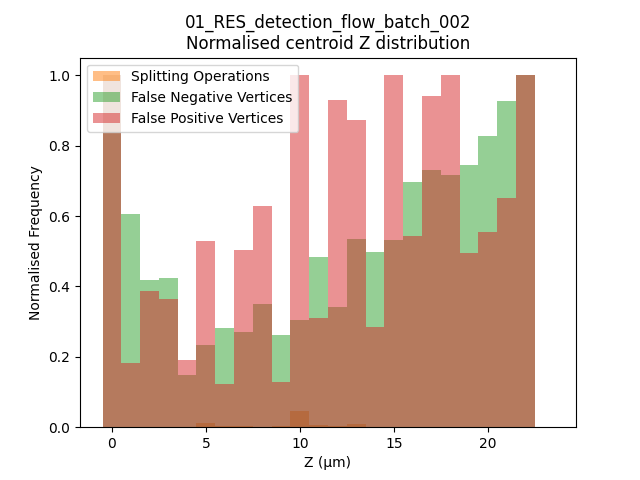 01_RES_detection_flow_batch_002
Normalised centroid Z distribution
Splitting Operations
False Negative Vertices
False Positive Vertices
1.0
0.8
0.6
0.4
0.2
0.0
Normalised Frequency
0
5
10
15
20
Z (μm)